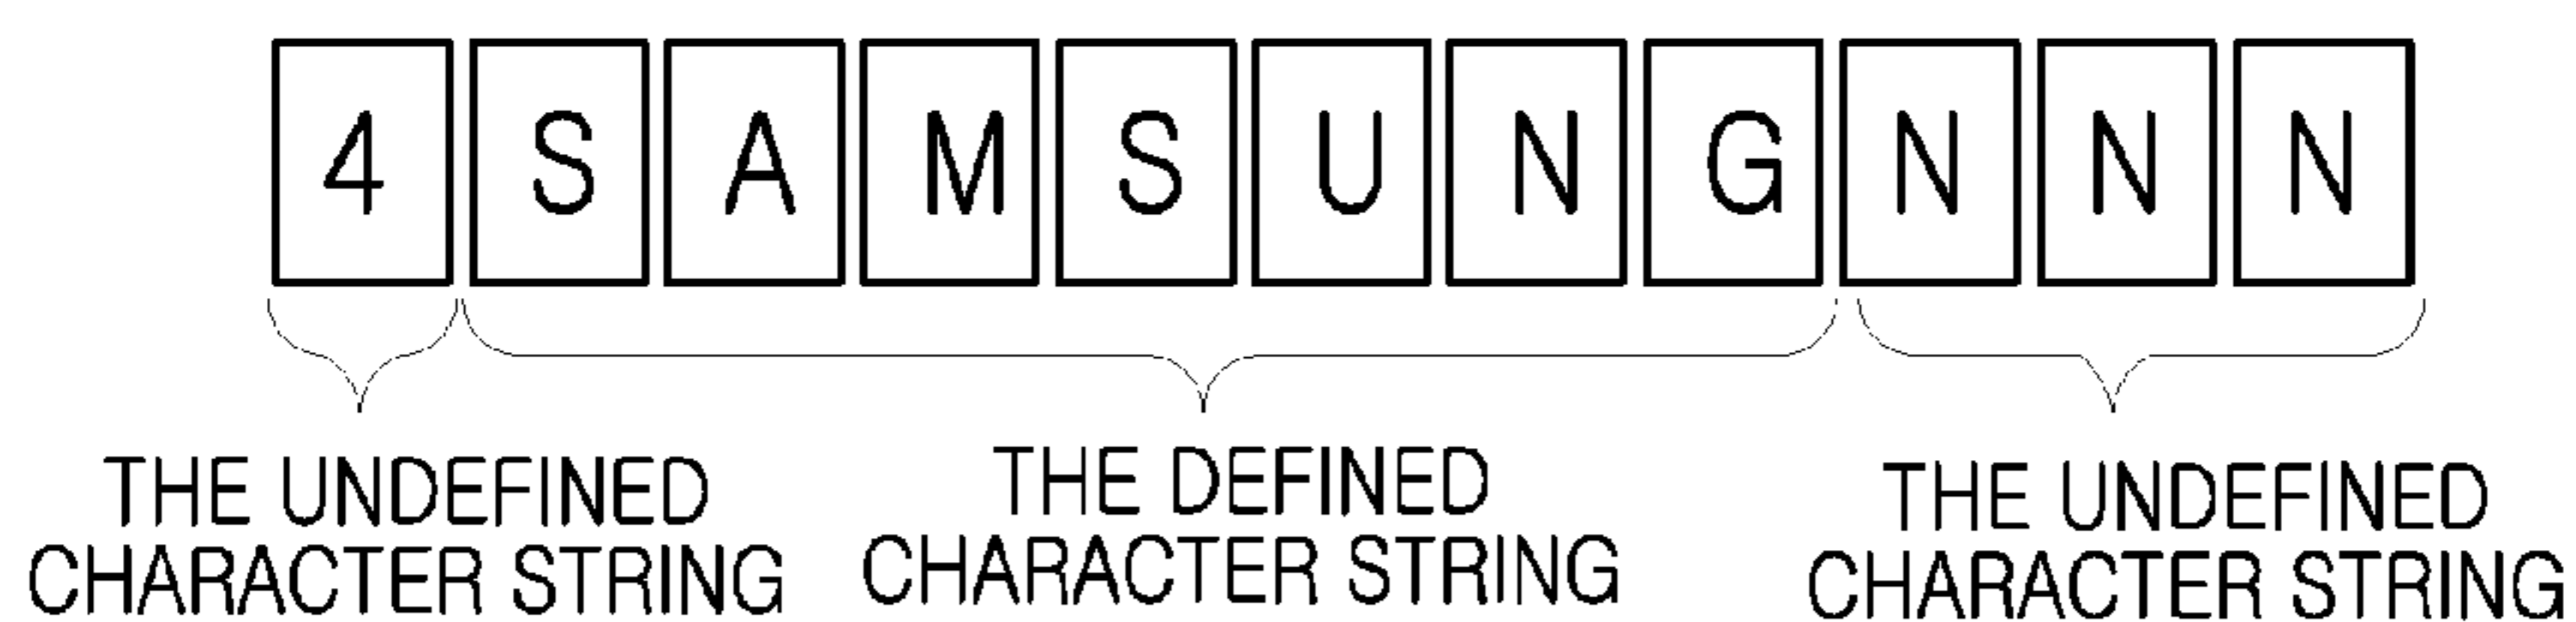 4 S A M S U N G N N N
THE UNDEFINED
CHARACTER STRING
THE DEFINED
CHARACTER STRING
THE UNDEFINED
CHARACTER STRING